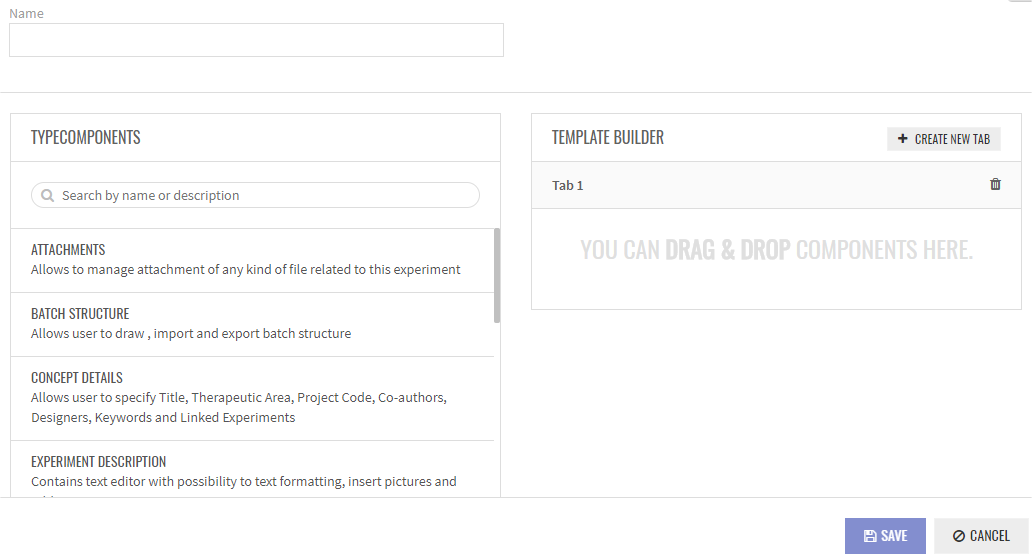 Name
TYPECOMPONENTS
Search by name or description
ATTACHMENTS
Allows to manage attachment of any kind of file related to this experiment
BATCH STRUCTURE
Allows user to draw , import and export batch structure
CONCEPT DETAILS
Allows user to specify Title, Therapeutic Area, Project Code, Co-authors,
Designers, Keywords and Linked Experiments
EXPERIMENT DESCRIPTION
Contains text editor with possibility to text formatting, insert pictures and
TEMPLATE BUILDER
CREATE NEW TAB
Tab 1
YOU CAN DRAG & DROP COMPONENTS HERE.
SAVE
CANCEL